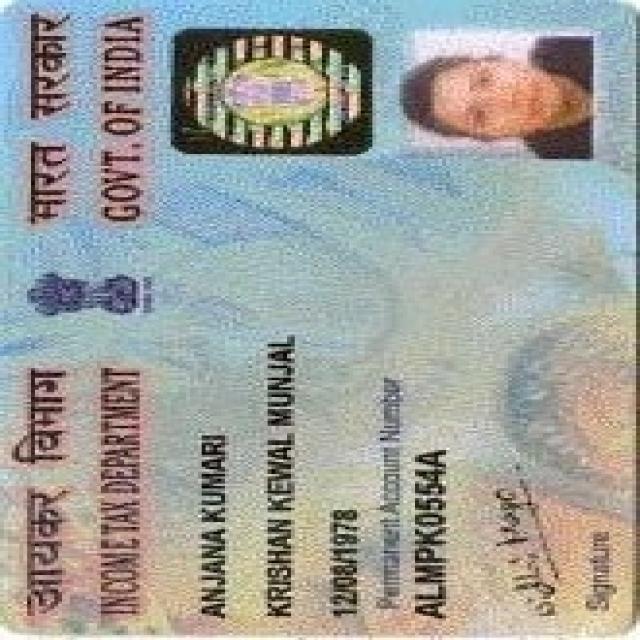 आयकर विभाग भारत सरकार
INCOME TAX DEPARTMENT GOVT. OF INDIA
ANJANA KUMARI
KRISHAN KEWAL MUNJAL
12/08/1978
Permanent Account Number
ALMPK0554A
Signature